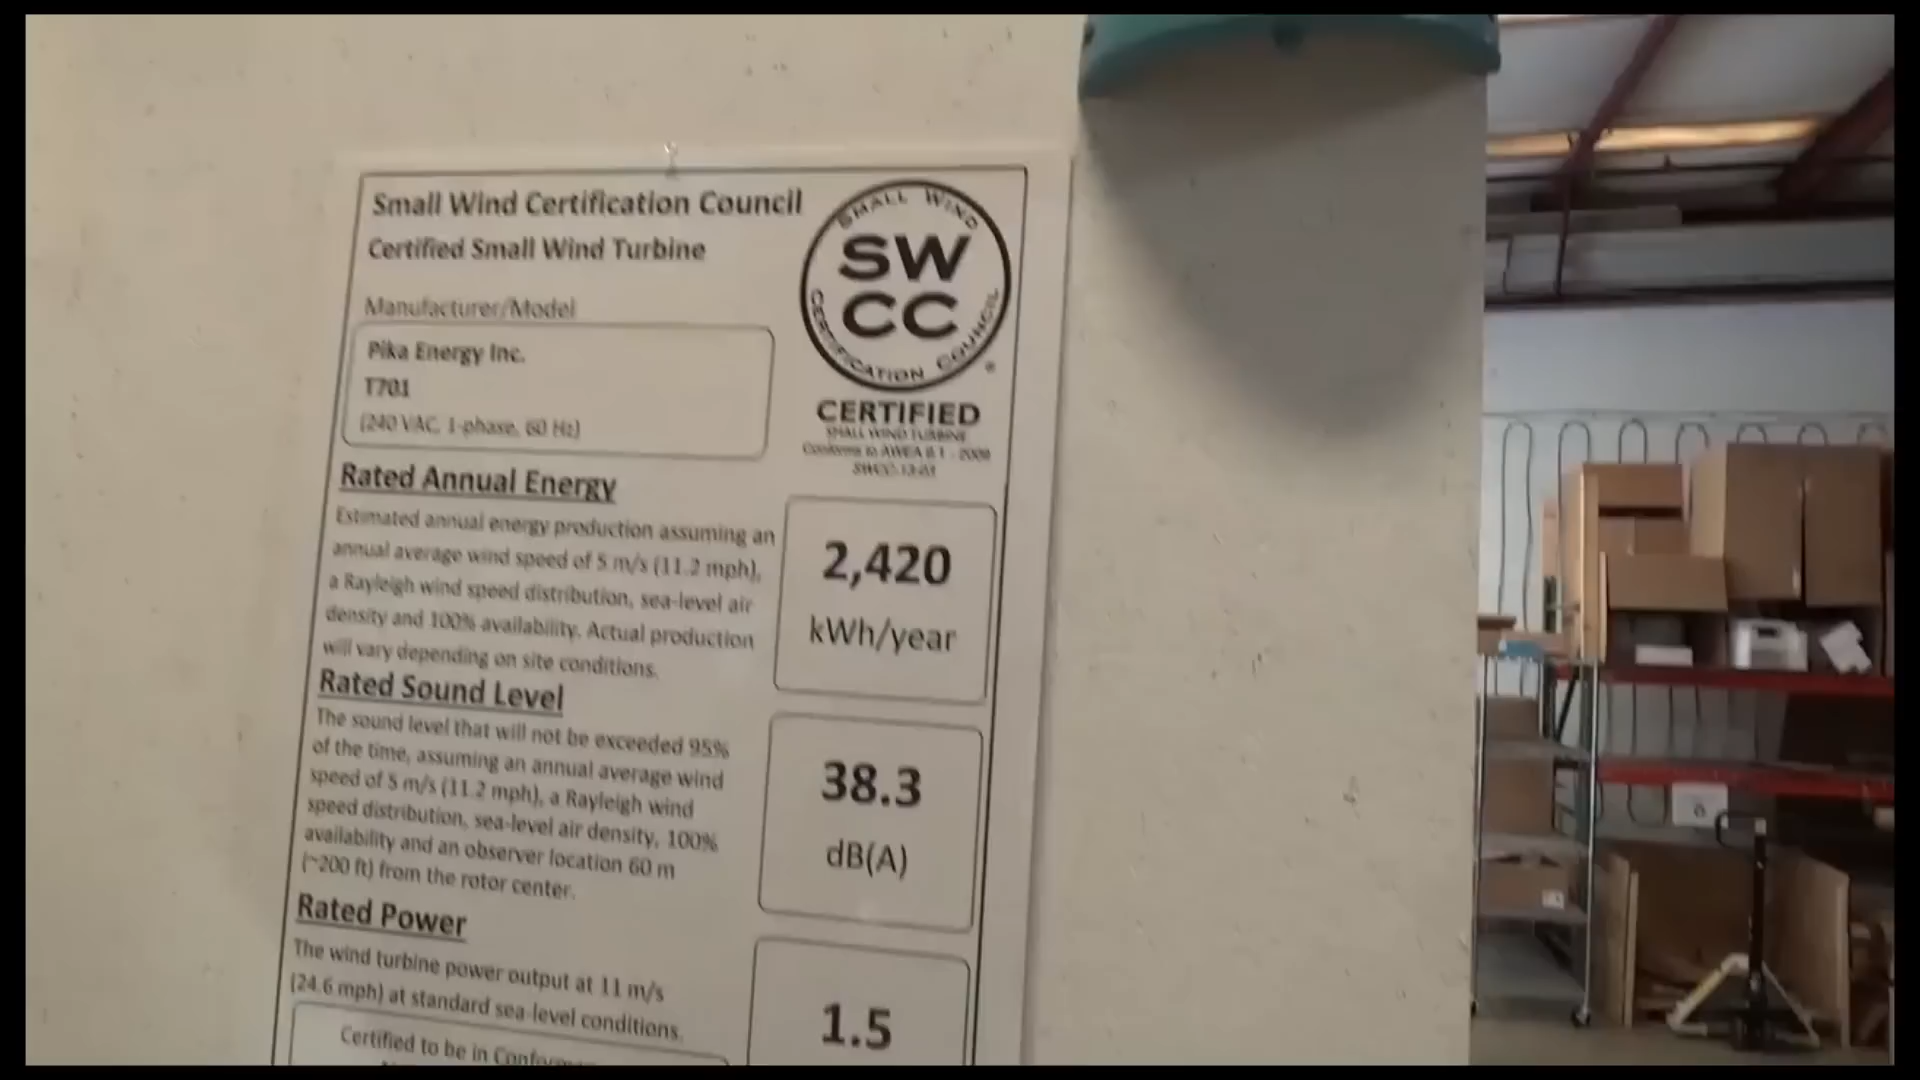 Small Wind Certification Council
Certified Small Wind Turbine
SMALL WIND
SW
CC
CERTIFICATION COUNCIL
®
CERTIFIED
SMALL WIND TURBINE
Conforms to AWEA 9.1 - 2009
Manufacturer/Model
Pika Energy Inc.
T701
(240 VAC, 1-phase, 60 Hz)
Rated Annual Energy
Estimated annual energy production assuming an
annual average wind speed of 5 m/s (11.2 mph),
a Rayleigh wind speed distribution, sea-level air
density and 100% availability. Actual production
will vary depending on site conditions.
2,420
kWh/year
Rated Sound Level
The sound level that will not be exceeded 95%
of the time, assuming an annual average wind
speed of 5 m/s (11.2 mph), a Rayleigh wind
speed distribution, sea-level air density, 100%
availability and an observer location 60 m
(~200 ft) from the rotor center.
38.3
dB(A)
Rated Power
The wind turbine power output at 11 m/s
(24.6 mph) at standard sea-level conditions.
1.5
Certified to be in